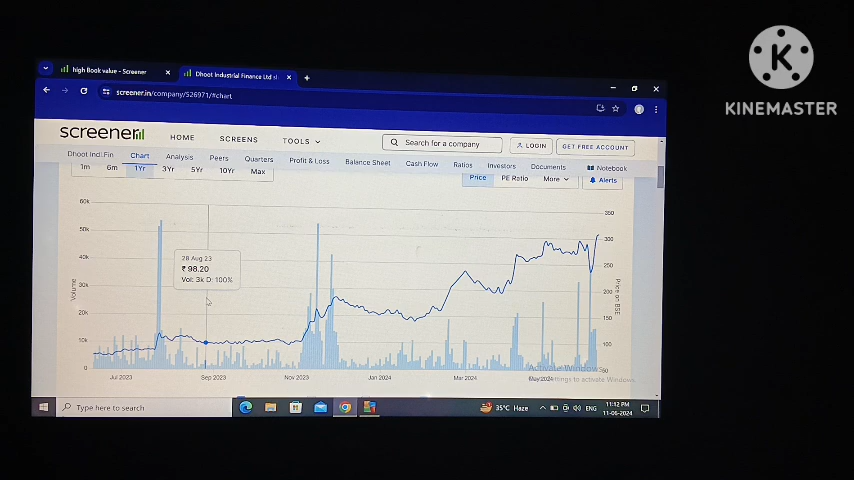 KINEMASTER
high Book value - Screener
Dhoot Industrial Finance Ltd sh
screener.in/company/526971/#chart
screener
HOME
SCREENS
TOOLS
Search for a company
LOGIN
GET FREE ACCOUNT
Dhoot Indl.Fin
Chart
Analysis
Peers
Quarters
Profit & Loss
Balance Sheet
Cash Flow
Ratios
Investors
Documents
Notebook
1m
6m
1Yr
3Yr
5Yr
10Yr
Max
Price
PE Ratio
More
Alerts
60k
50k
40k
30k
20k
10k
0
Volume
28 Aug 23
₹ 98.20
Vol: 3k D: 100%
350
300
250
200
150
100
50
Price on BSE
Jul 2023
Sep 2023
Nov 2023
Jan 2024
Mar 2024
May 2024
Activate Windows
Settings to activate Windows.
Type here to search
35°C Haze
ENG
11:12 PM
11-06-2024